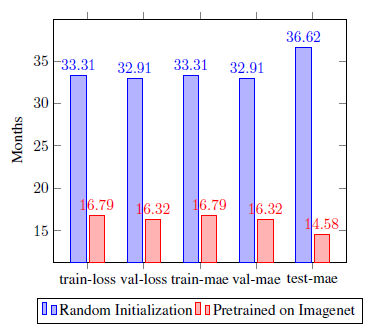 36.62
33.31 32.91 33.31 32.91
35
30
25
20
15
Months
16.79 16.32 16.79 16.32 14.58
train-loss val-loss train-mae val-mae test-mae
Random Initialization Pretrained on Imagenet